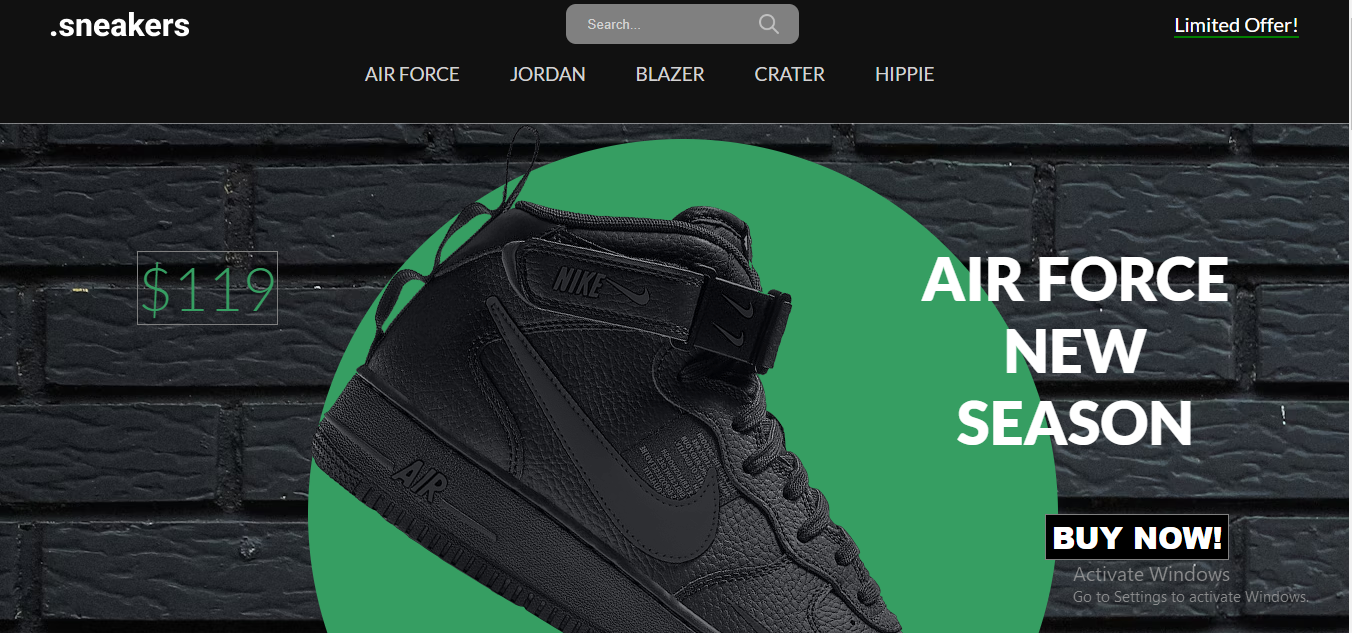 .sneakers
Search...
Limited Offer!
AIR FORCE
JORDAN
BLAZER
CRATER
HIPPIE
$119
NIKE
AIR
AIR FORCE
NEW
SEASON
BUY NOW!
Activate Windows
Go to Settings to activate Windows.